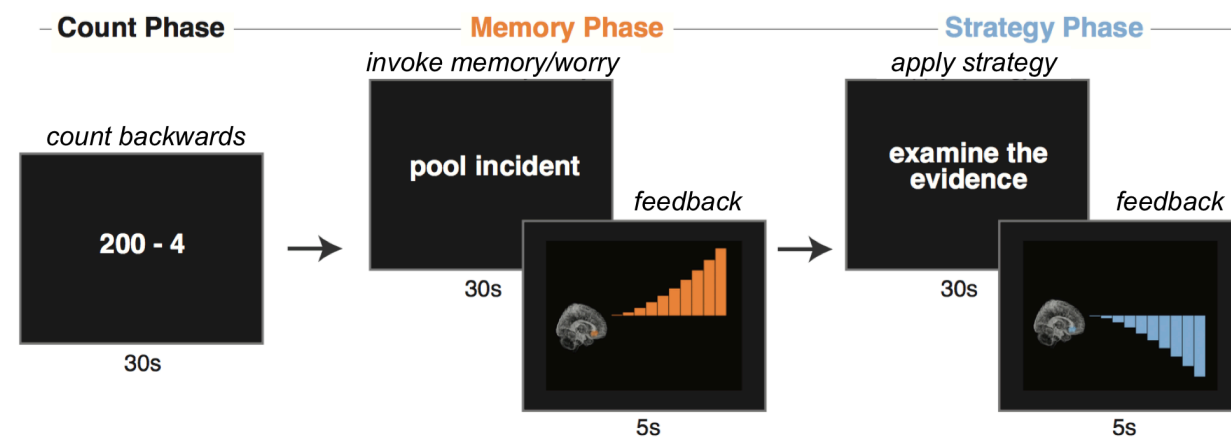 Count Phase
Memory Phase
Strategy Phase
count backwards
200 - 4
30s
invoke memory/worry
pool incident
30s
feedback
5s
apply strategy
examine the
evidence
30s
feedback
5s